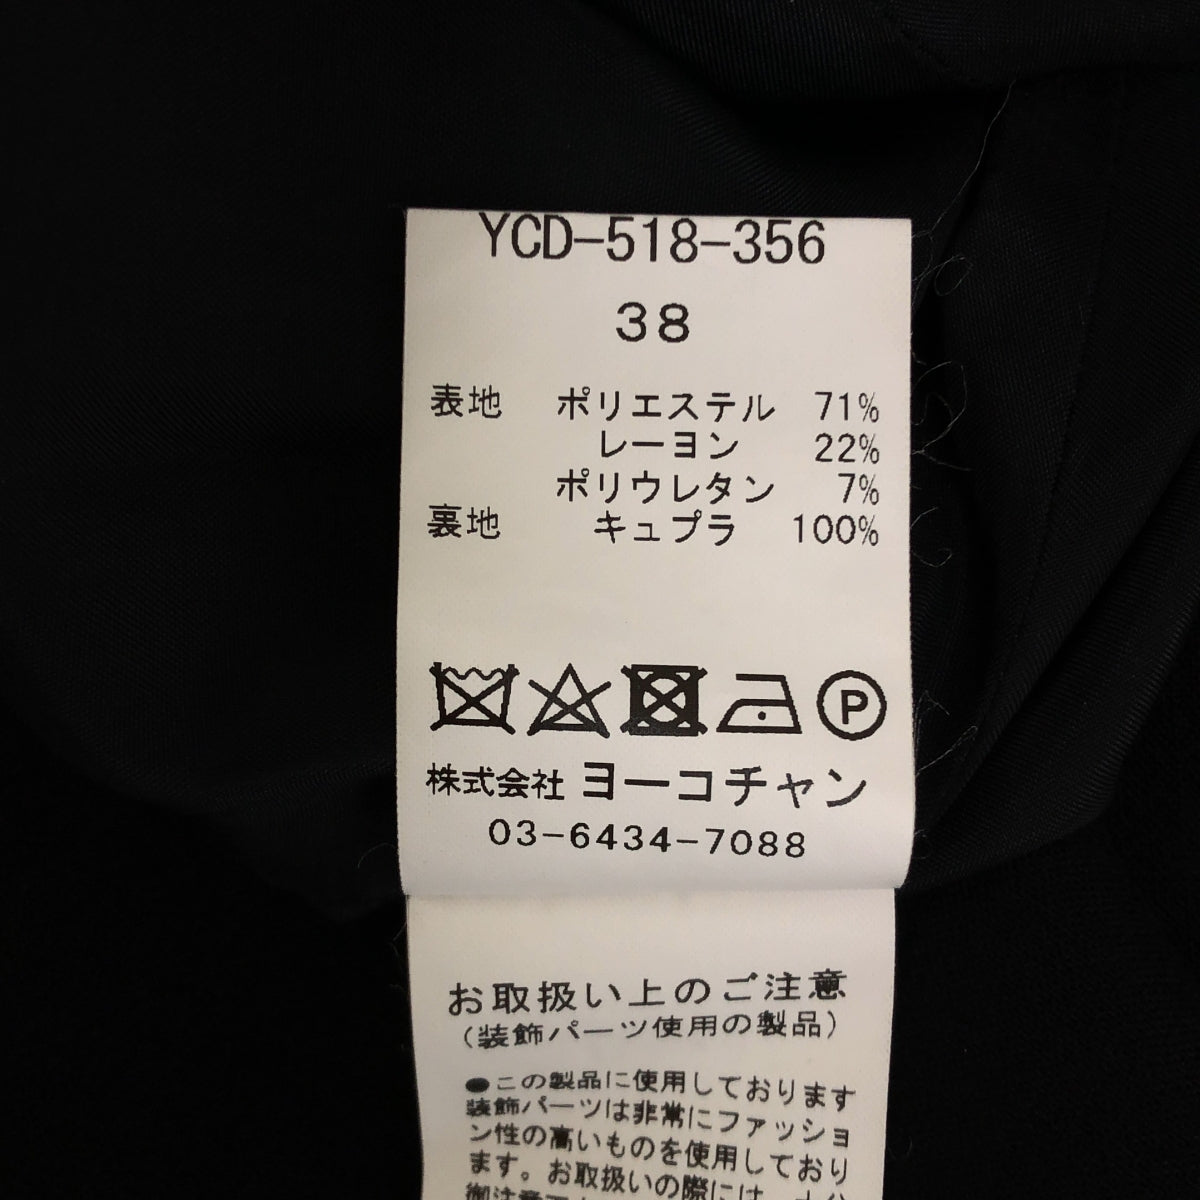 YCD-518-356
38
表地 ポリエステル 71%
レーヨン 22%
ポリウレタン 7%
裏地 キュプラ 100%
P
株式会社 ヨーコチャン
03-6434-7088
お取扱い上のご注意
(装飾パーツ使用の製品)
●この製品に使用しております
装飾パーツは非常にファッショ
ン性の高いものを使用しており
ます。お取扱いの際には、十分
御注意